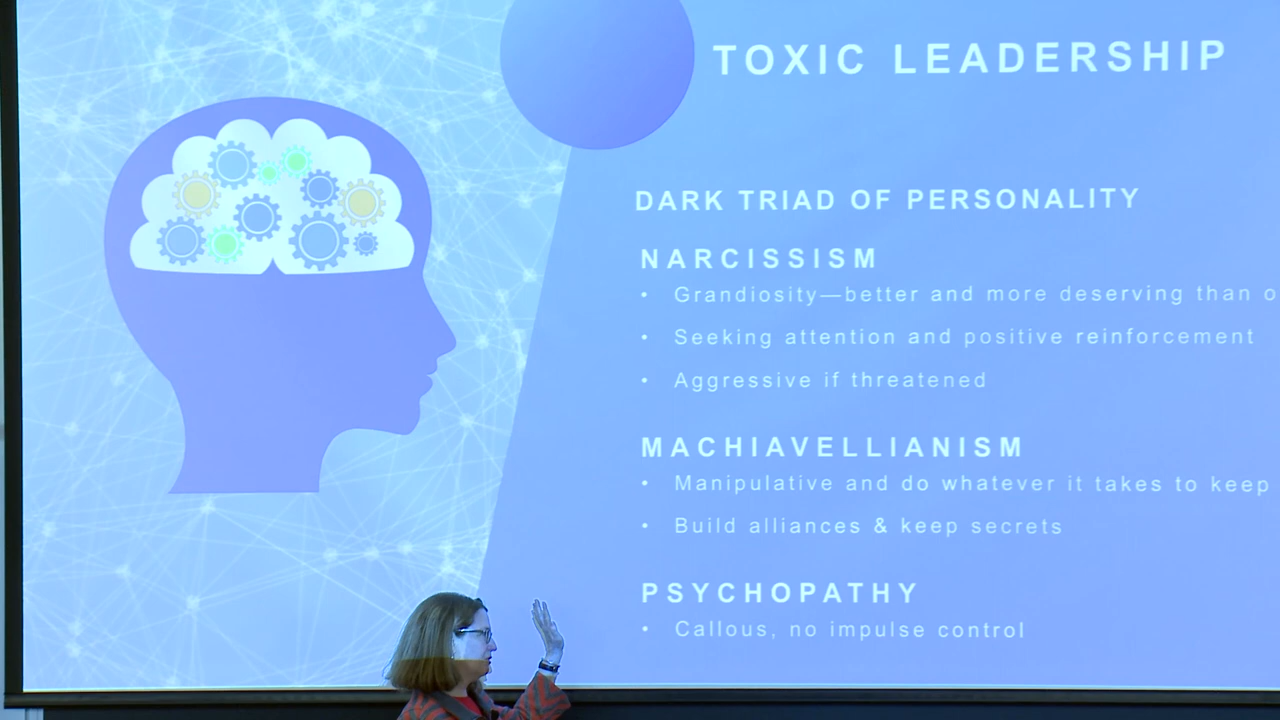 TOXIC LEADERSHIP
DARK TRIAD OF PERSONALITY
NARCISSISM
• Grandiosity—better and more deserving than o
• Seeking attention and positive reinforcement
• Aggressive if threatened
MACHIAVELLIANISM
• Manipulative and do whatever it takes to keep
• Build alliances & keep secrets
PSYCHOPATHY
• Callous, no impulse control